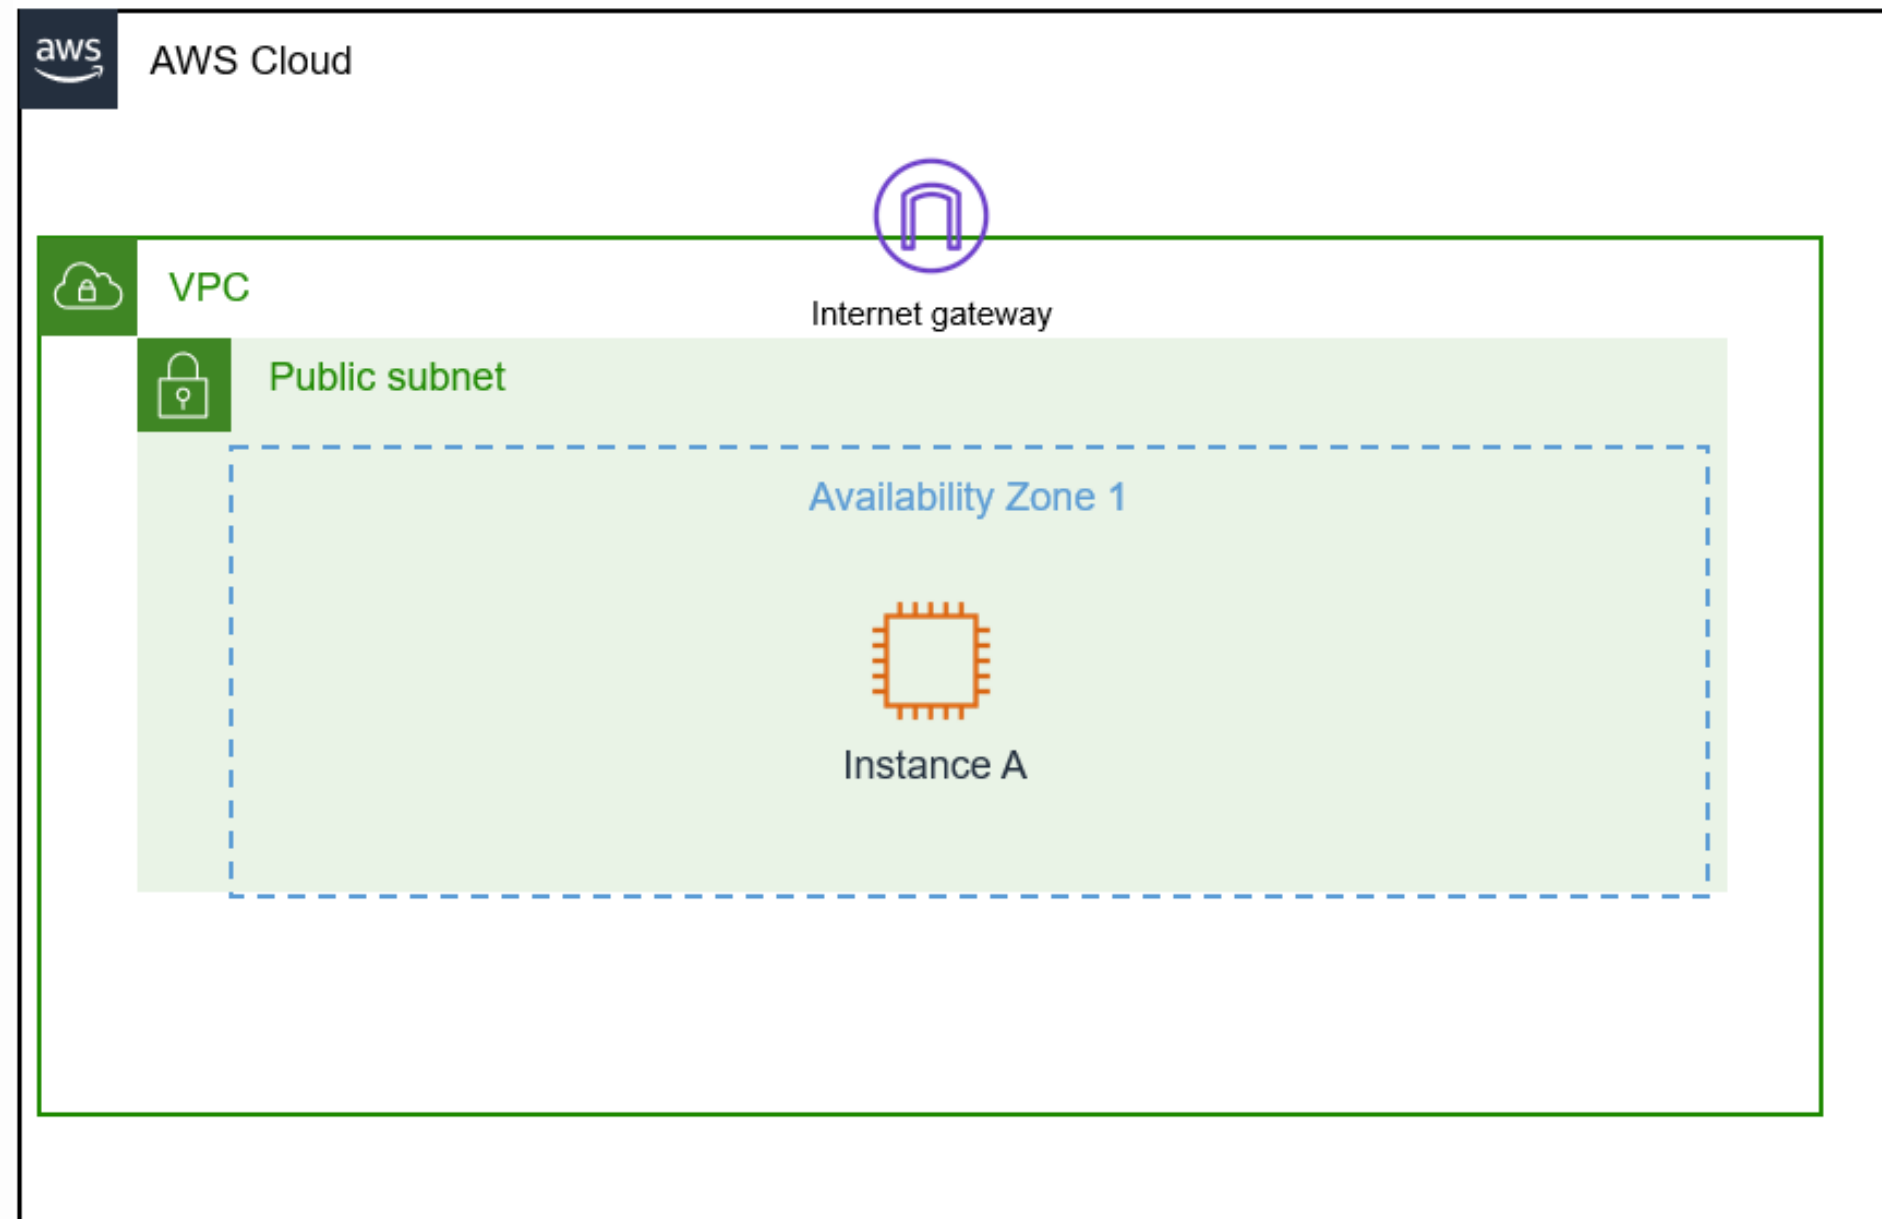 aws
AWS Cloud
Internet gateway
VPC
Public subnet
Availability Zone 1
Instance A